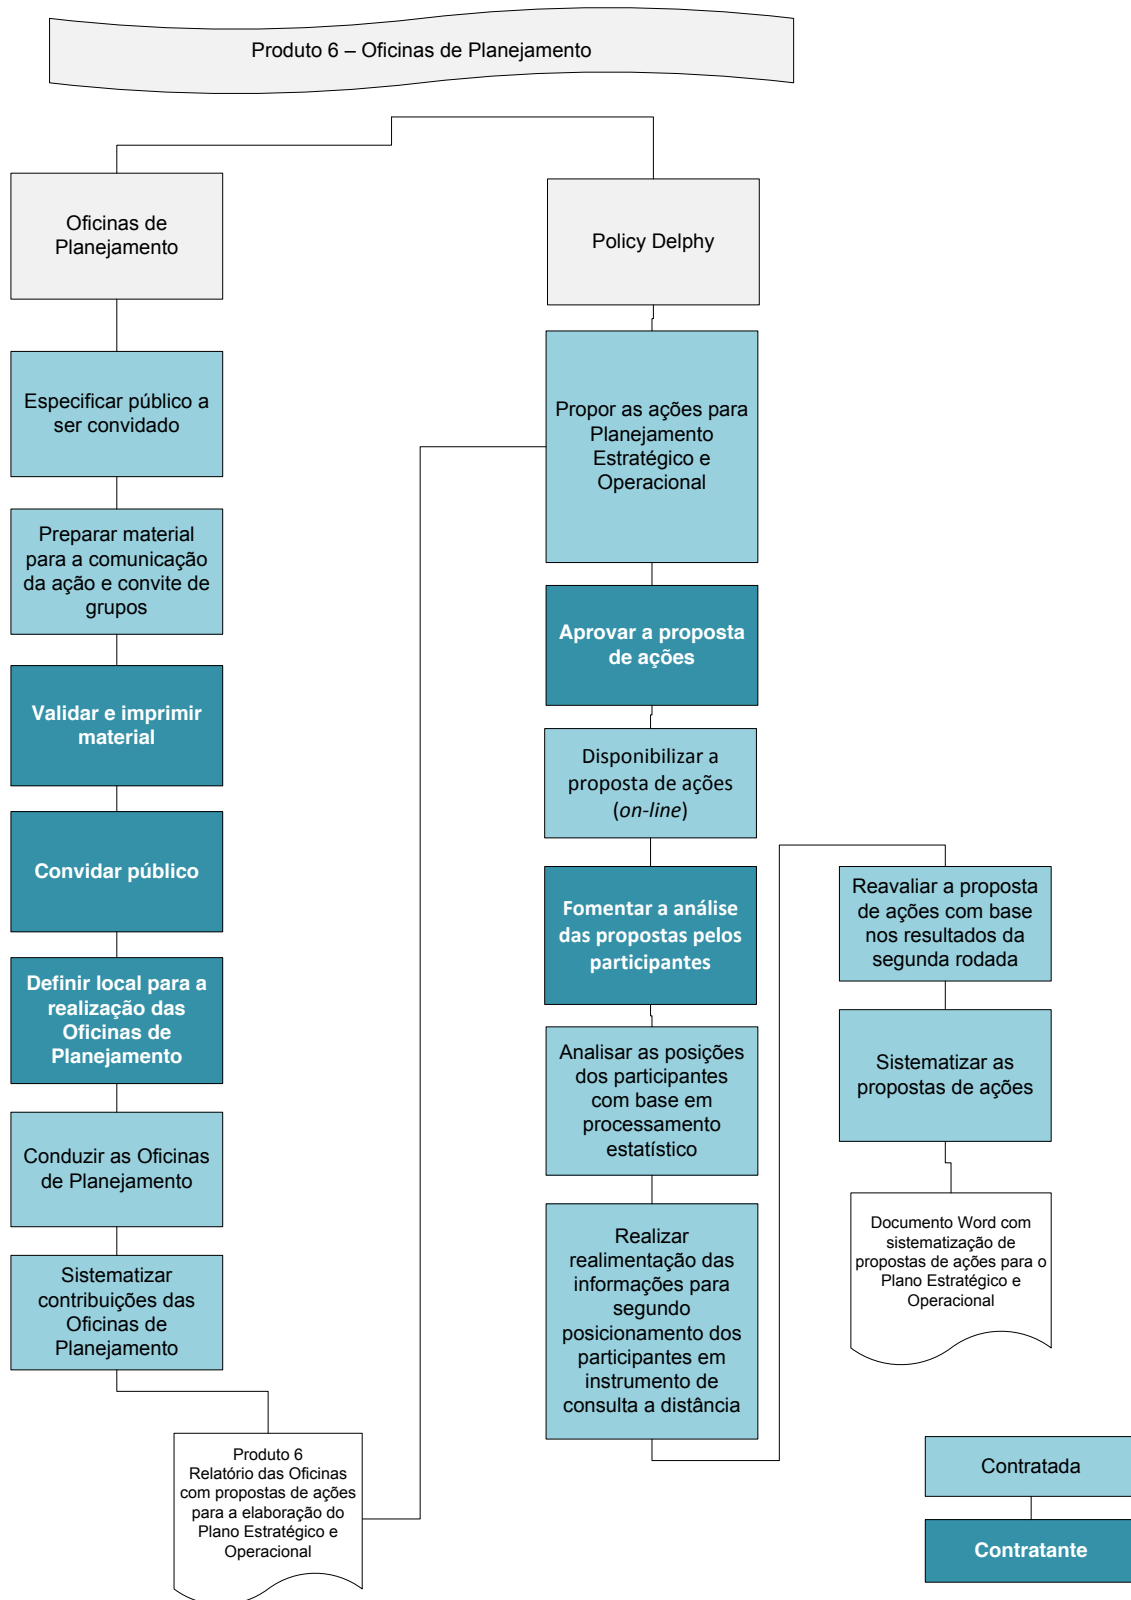 Produto 6 – Oficinas de Planejamento
Oficinas de
Planejamento
Especificar público a
ser convidado
Preparar material
para a comunicação
da ação e convite de
grupos
Validar e imprimir
material
Convidar público
Definir local para a
realização das
Oficinas de
Planejamento
Conduzir as Oficinas
de Planejamento
Sistematizar
contribuições das
Oficinas de
Planejamento
Produto 6
Relatório das Oficinas
com propostas de ações
para a elaboração do
Plano Estratégico e
Operacional
Policy Delphy
Propor as ações para
Planejamento
Estratégico e
Operacional
Aprovar a proposta
de ações
Disponibilizar a
proposta de ações
(on-line)
Fomentar a análise
das propostas pelos
participantes
Analisar as posições
dos participantes
com base em
processamento
estatístico
Realizar
realimentação das
informações para
segundo
posicionamento dos
participantes em
instrumento de
consulta a distância
Reavaliar a proposta
de ações com base
nos resultados da
segunda rodada
Sistematizar as
propostas de ações
Documento Word com
sistematização de
propostas de ações para o
Plano Estratégico e
Operacional
Contratada
Contratante